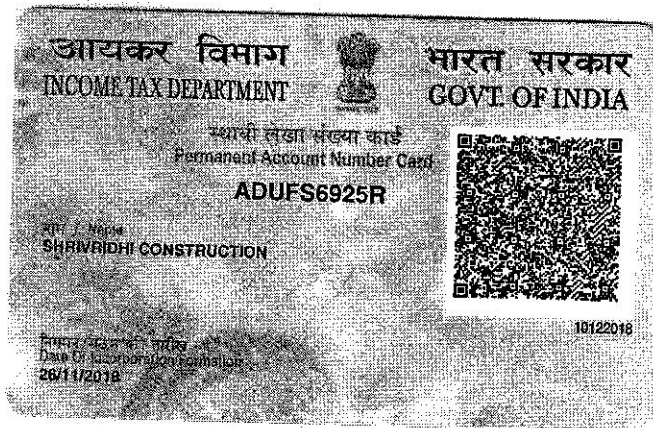 आयकर विभाग
INCOME TAX DEPARTMENT
भारत सरकार
GOVT. OF INDIA
स्थायी लेखा संख्या कार्ड
Permanent Account Number Card
ADUFS6925R
नाम / Name
SHRIVRIDHI CONSTRUCTION
10122018
Date Of Incorporation/Formation
26/11/2018